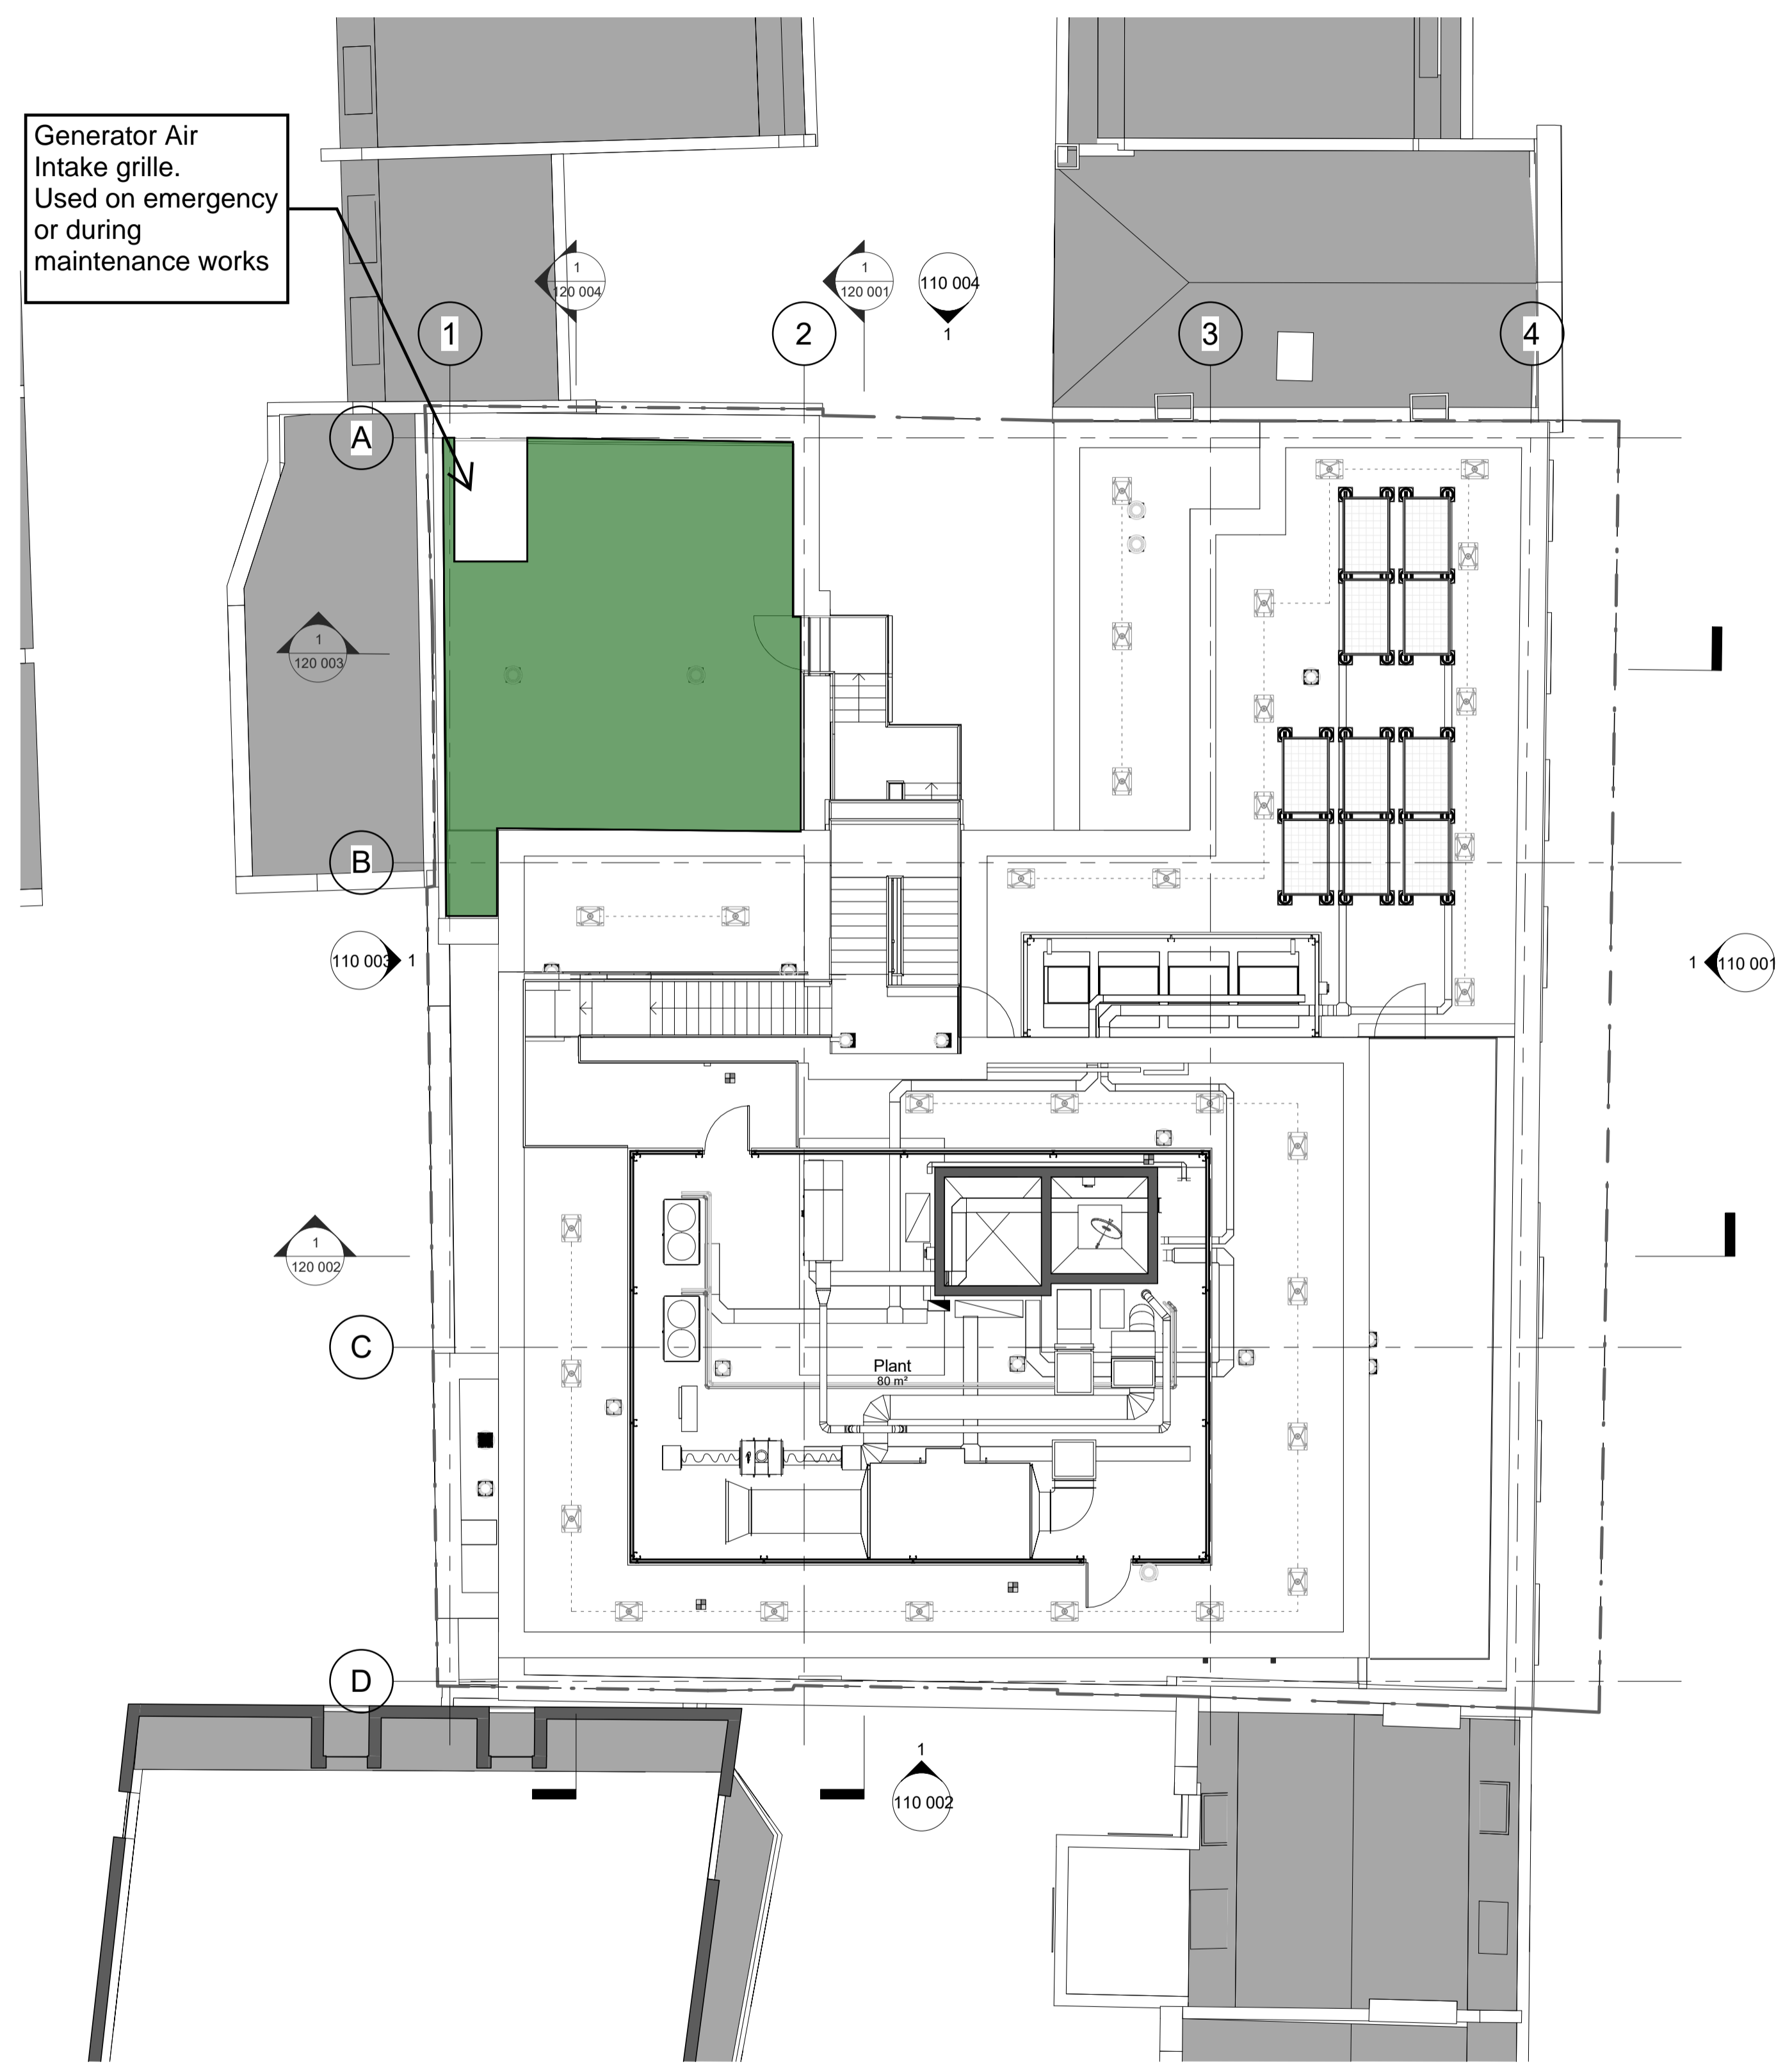 Generator Air
Intake grille.
Used on emergency
or during
maintenance works
1
120 004
1
120 001
110 004
1
1
2
3
4
A
1
120 003
B
110 003
1
1
110 001
1
120 002
C
Plant
80 m²
D
1
110 002